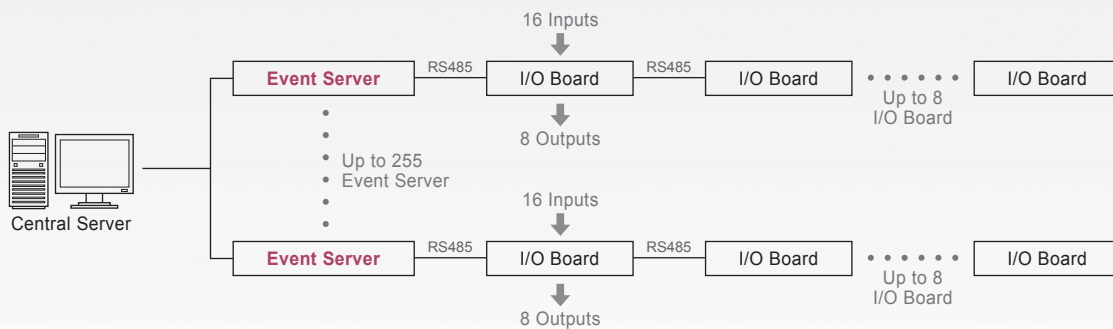 16 Inputs
Event Server RS485 I/O Board RS485 I/O Board I/O Board
Up to 8
I/O Board
8 Outputs
Up to 255
Event Server
Central Server
16 Inputs
Event Server RS485 I/O Board RS485 I/O Board I/O Board
Up to 8
I/O Board
8 Outputs